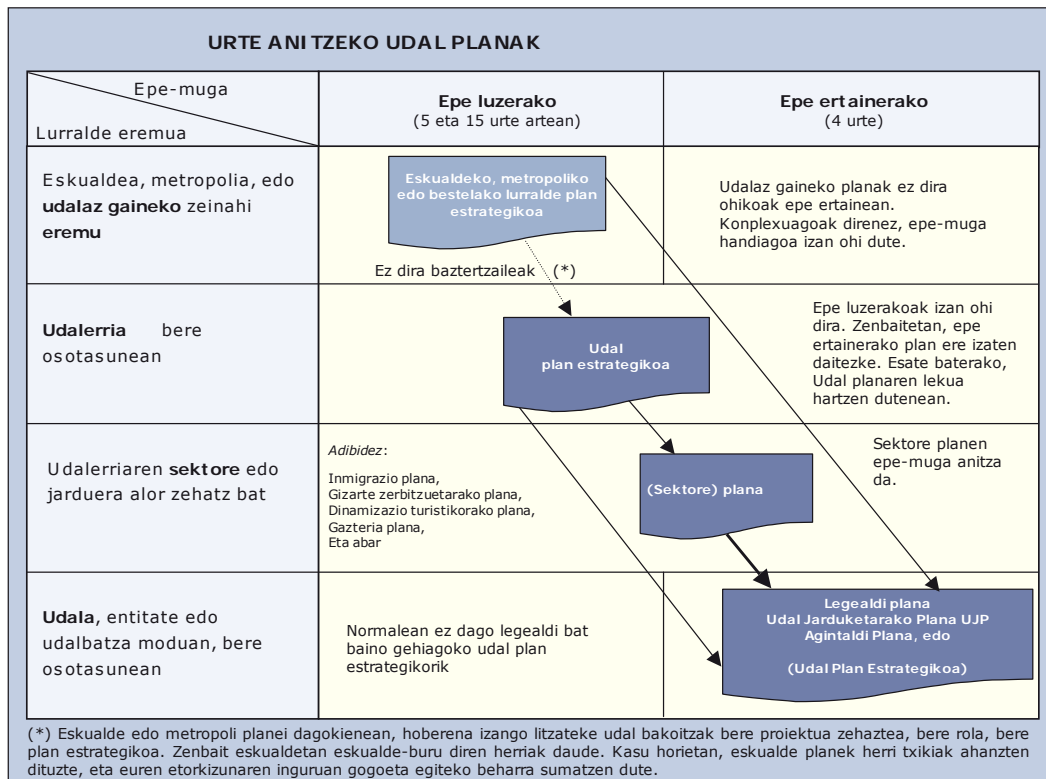 URTE ANITZEKO UDAL PLANAK
Epe-muga
Lurralde eremua
Epe luzerako
(5 eta 15 urte artean)
Epe ertainerako
(4 urte)
Eskualdea, metropolia, edo
udalaz gaineko zeinahi
eremu
Eskualdeko, metropoliko
edo bestelako lurralde plan
estrategikoa
Ez dira baztertzaileak (*)
Udalaz gaineko planak ez dira
ohikoak epe ertainean.
Konplexuagoak direnez, epe-muga
handiagoa izan ohi dute.
Udalerria bere
osotasunean
Udal
plan estrategikoa
Epe luzerakoak izan ohi
dira. Zenbaitetan, epe
ertainerako plan ere izaten
daitezke. Esate baterako,
Udal planaren lekua
hartzen dutenean.
Udalerriaren sektore edo
jarduera alor zehatz bat
Adibidez:
Inmigrazio plana,
Gizarte zerbitzuetarako plana,
Dinamizazio turistikorako plana,
Gazteria plana,
Eta abar
(Sektore) plana
Sektore planen
epe-muga anitza
da.
Udala, entitate edo
udalbatza moduan, bere
osotasunean
Normalean ez dago legealdi bat
baino gehiagoko udal plan
estrategikorik
Legealdi plana
Udal Jarduketarako Plana UJP
Agintaldi Plana, edo
(Udal Plan Estrategikoa)
(*) Eskualde edo metropoli planei dagokienean, hoberena izango litzateke udal bakoitzak bere proiektua zehaztea, bere rola, bere
plan estrategikoa. Zenbait eskualdetan eskualde-buru diren herriak daude. Kasu horietan, eskualde planek herri txikiak ahanzten
dituzte, eta euren etorkizunaren inguruan gogoeta egiteko beharra sumatzen dute.